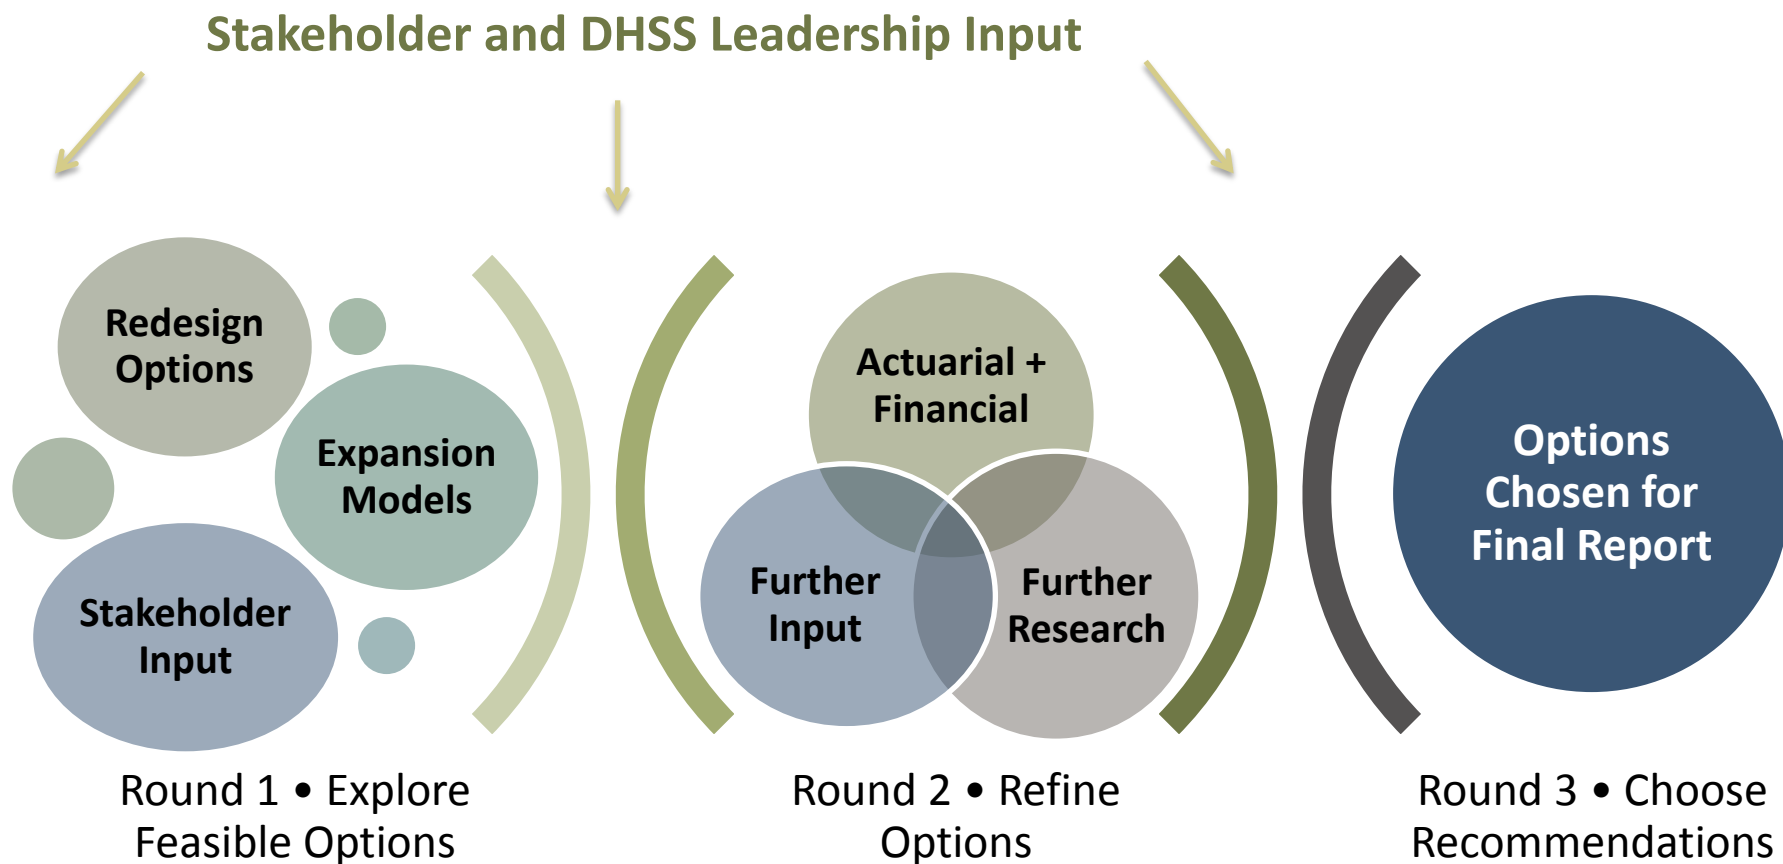 Stakeholder and DHSS Leadership Input
Redesign
Options
Expansion
Models
Stakeholder
Input
Actuarial +
Financial
Further
Input
Further
Research
Options
Chosen for
Final Report
Round 1 • Explore
Feasible Options
Round 2 • Refine
Options
Round 3 • Choose
Recommendations